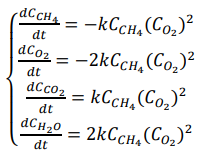 dC_{CH_4}/dt = −kC_{CH_4}(C_{O_2})^2
dC_{O_2}/dt = −2kC_{CH_4}(C_{O_2})^2
dC_{CO_2}/dt = kC_{CH_4}(C_{O_2})^2
dC_{H_2O}/dt = 2kC_{CH_4}(C_{O_2})^2